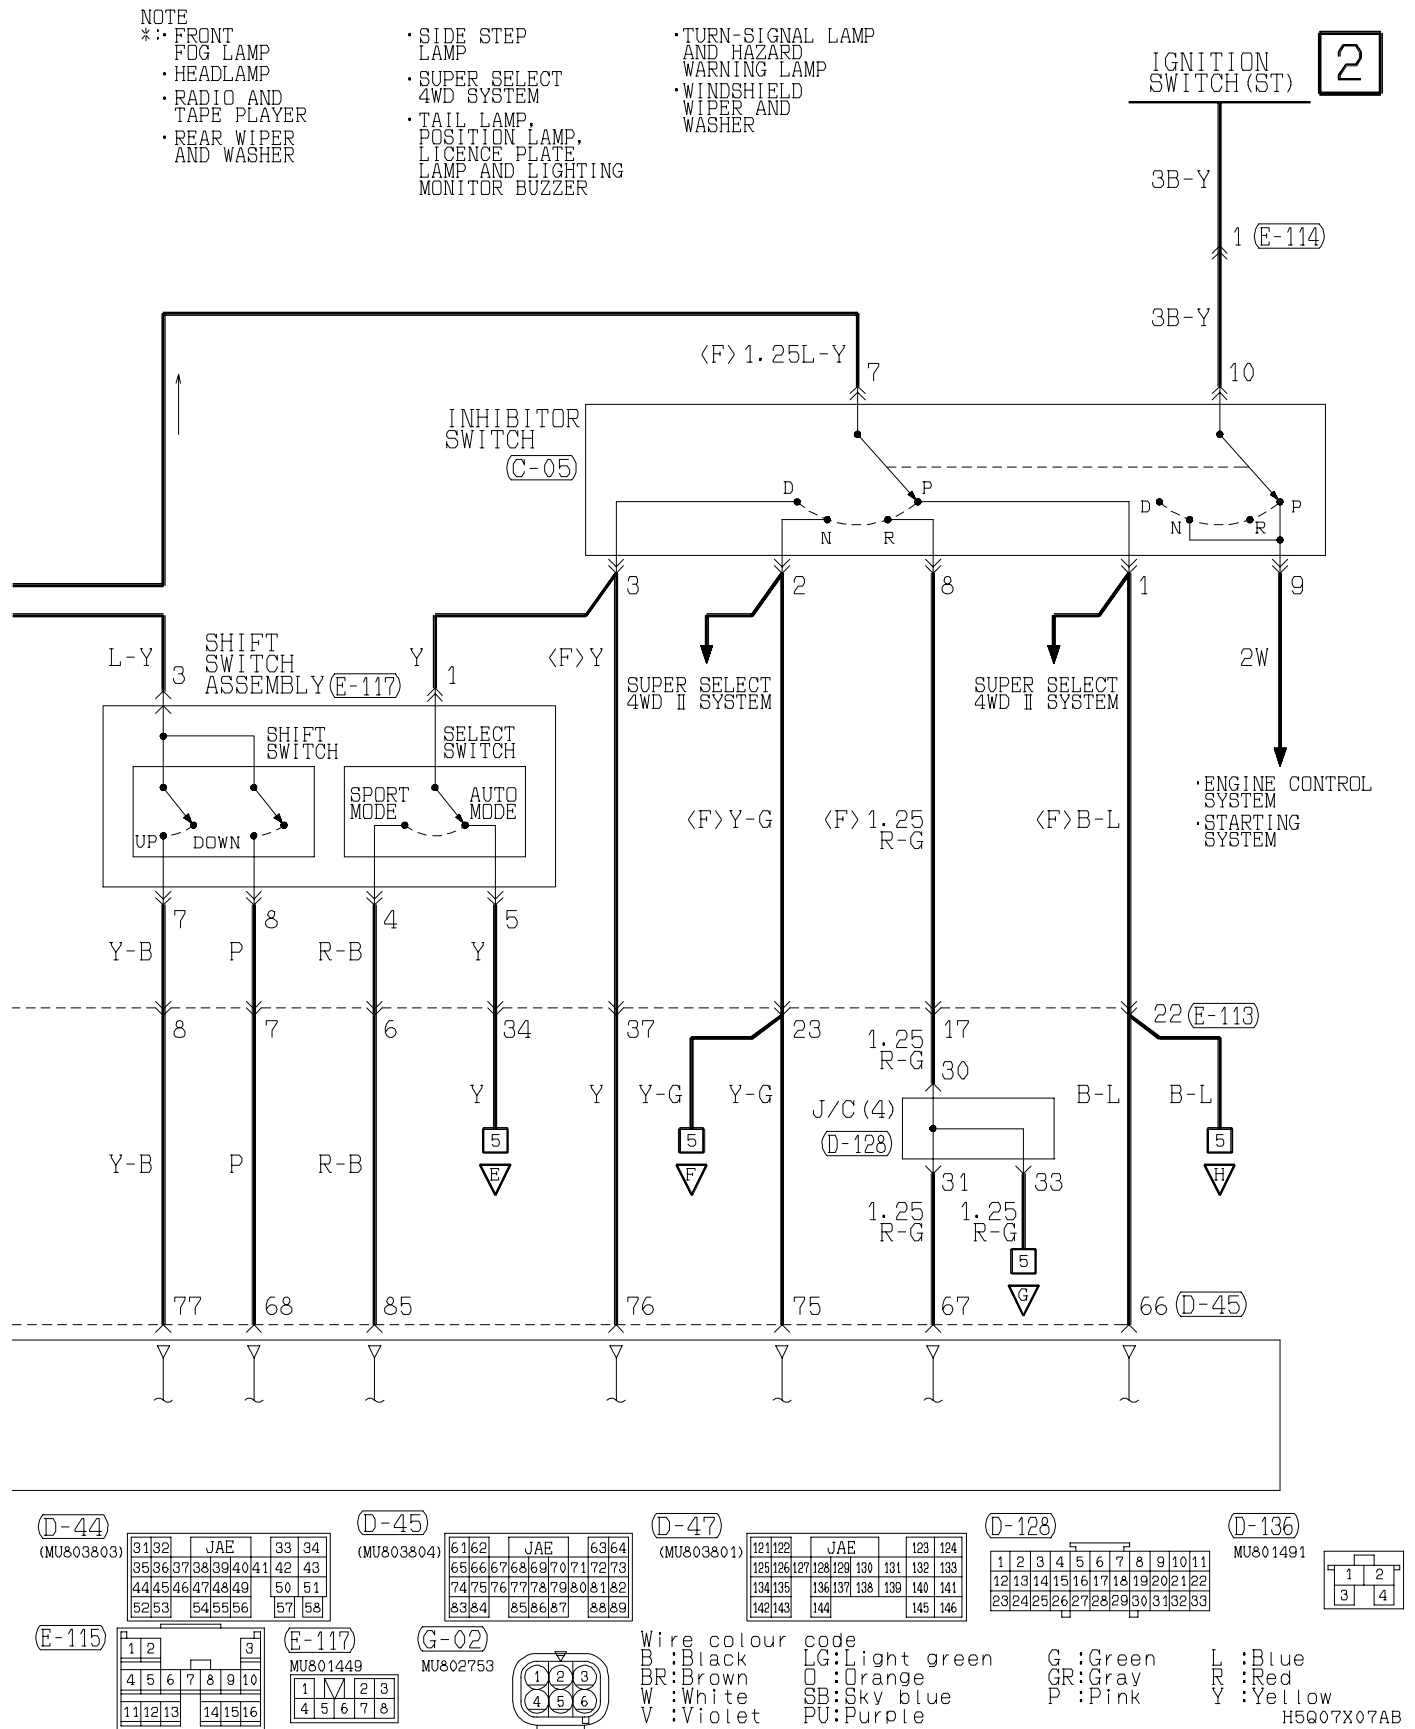 NOTE
*:・FRONT
FOG LAMP
・HEADLAMP
・RADIO AND
TAPE PLAYER
・REAR WIPER
AND WASHER
・SIDE STEP
LAMP
・SUPER SELECT
4WD SYSTEM
・TAIL LAMP,
POSITION LAMP,
LICENCE PLATE
LAMP AND LIGHTING
MONITOR BUZZER
・TURN-SIGNAL LAMP
AND HAZARD
WARNING LAMP
・WINDSHIELD
WIPER AND
WASHER
IGNITION
SWITCH(ST)
2
3B-Y
1 (E-114)
3B-Y
<F>1.25L-Y
7
10
INHIBITOR
SWITCH
(C-05)
D
P
N
R
D
P
N
R
3
2
8
1
9
L-Y
3
SHIFT
SWITCH
ASSEMBLY(E-117)
Y
1
<F>Y
SUPER SELECT
4WD Ⅱ SYSTEM
SUPER SELECT
4WD Ⅱ SYSTEM
2W
SHIFT
SWITCH
SELECT
SWITCH
SPORT
MODE
AUTO
MODE
UP
DOWN
<F>Y-G
<F>1.25
R-G
<F>B-L
・ENGINE CONTROL
SYSTEM
・STARTING
SYSTEM
7
8
4
5
Y-B
P
R-B
Y
8
7
6
34
37
23
17
22(E-113)
1.25
R-G
30
Y
Y
Y-G
Y-G
J/C(4)
(D-128)
B-L
B-L
5
E
5
F
5
H
Y-B
P
R-B
31
33
1.25
R-G
1.25
R-G
5
G
77
68
85
76
75
67
66(D-45)
(D-44)
(MU803803)
31 32 JAE 33 34
35 36 37 38 39 40 41 42 43
44 45 46 47 48 49 50 51
52 53 54 55 56 57 58
(D-45)
(MU803804)
61 62 JAE 63 64
65 66 67 68 69 70 71 72 73
74 75 76 77 78 79 80 81 82
83 84 85 86 87 88 89
(D-47)
(MU803801)
121 122 JAE 123 124
125 126 127 128 129 130 131 132 133
134 135 136 137 138 139 140 141
142 143 144 145 146
(D-128)
1 2 3 4 5 6 7 8 9 10 11
12 13 14 15 16 17 18 19 20 21 22
23 24 25 26 27 28 29 30 31 32 33
(D-136)
MU801491
1 2
3 4
(E-115)
1 2 3
4 5 6 7 8 9 10
11 12 13 14 15 16
(E-117)
MU801449
1 2 3
4 5 6 7 8
(G-02)
MU802753
1 2 3
4 5 6
Wire colour code
B :Black LG:Light green G :Green L :Blue
BR:Brown O :Orange GR:Gray R :Red
W :White SB:Sky blue P :Pink Y :Yellow
V :Violet PU:Purple
H5Q07X07AB